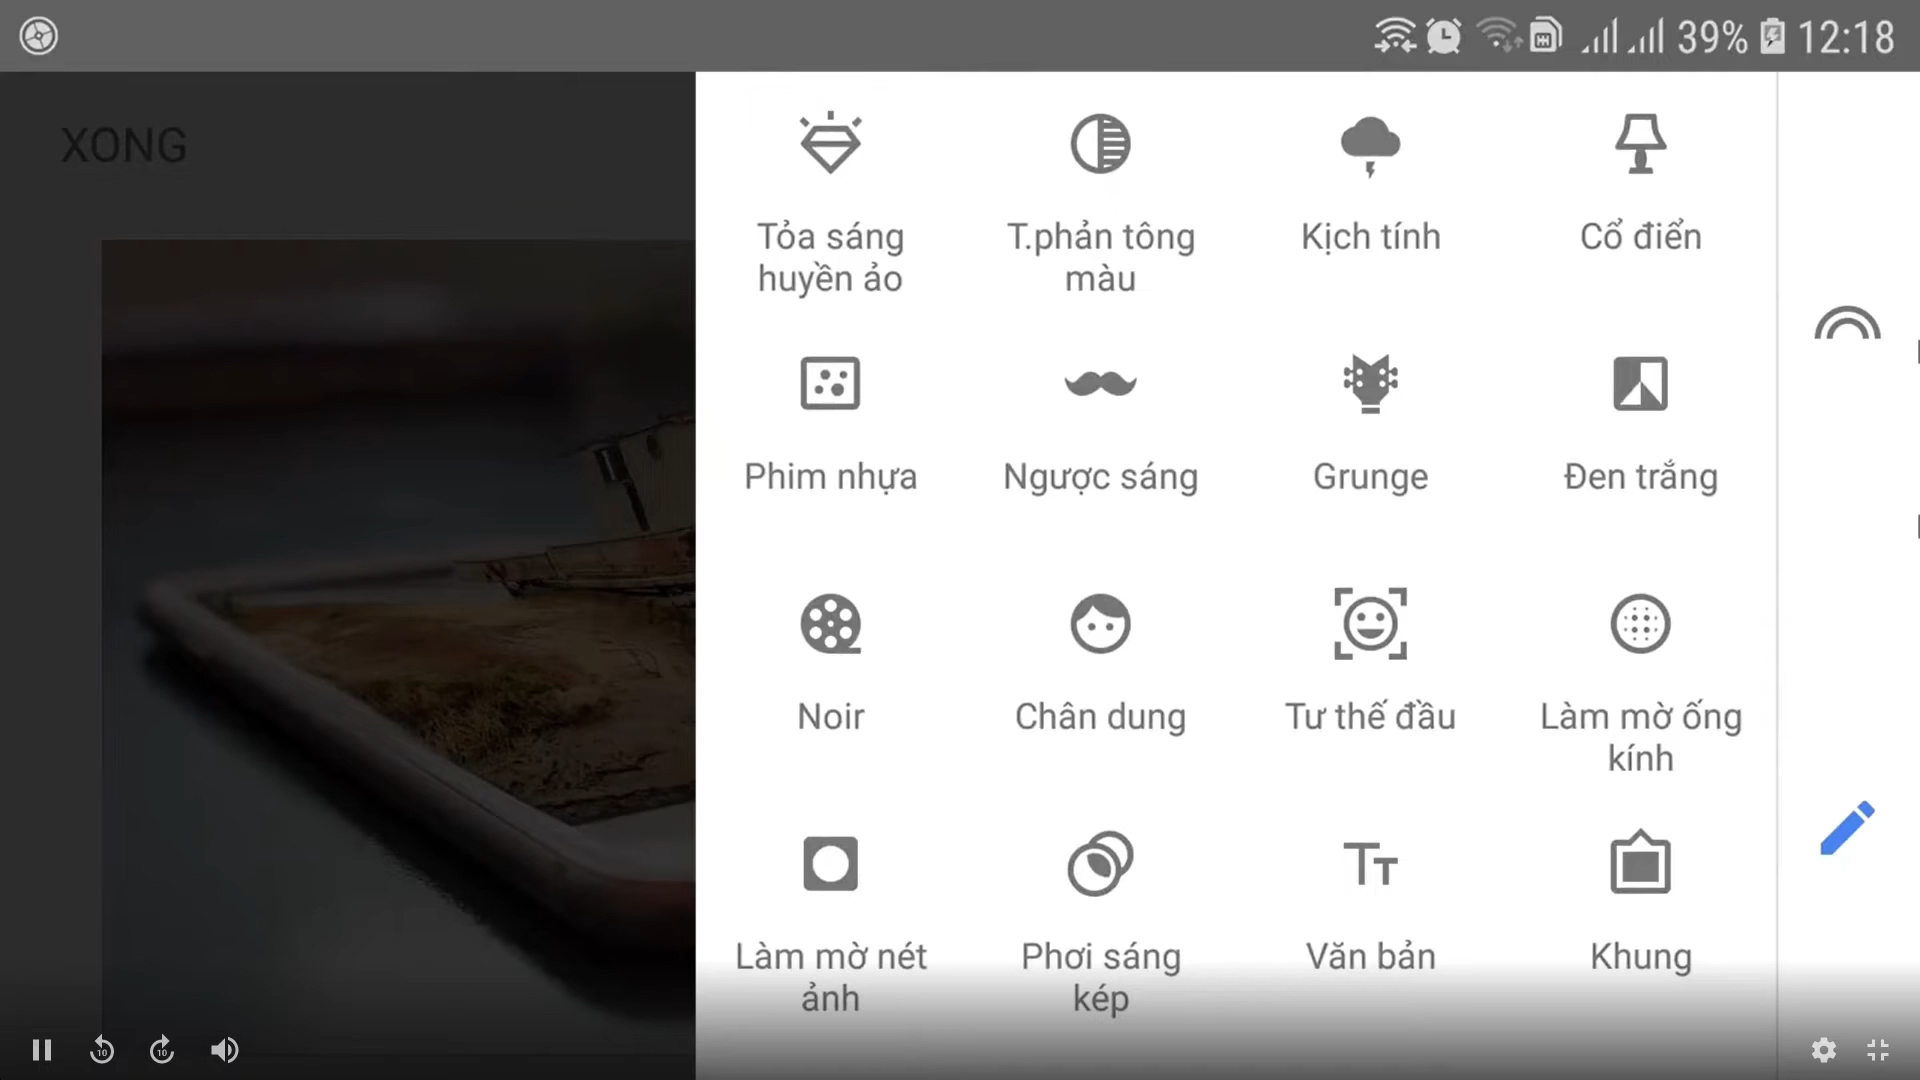 39% 12:18
XONG
Tỏa sáng
huyền ảo
T.phản tông
màu
Kịch tính
Cổ điển
Phim nhựa
Ngược sáng
Grunge
Đen trắng
Noir
Chân dung
Tư thế đầu
Làm mờ ống
kính
Làm mờ nét
ảnh
Phơi sáng
kép
Văn bản
Khung
10
10